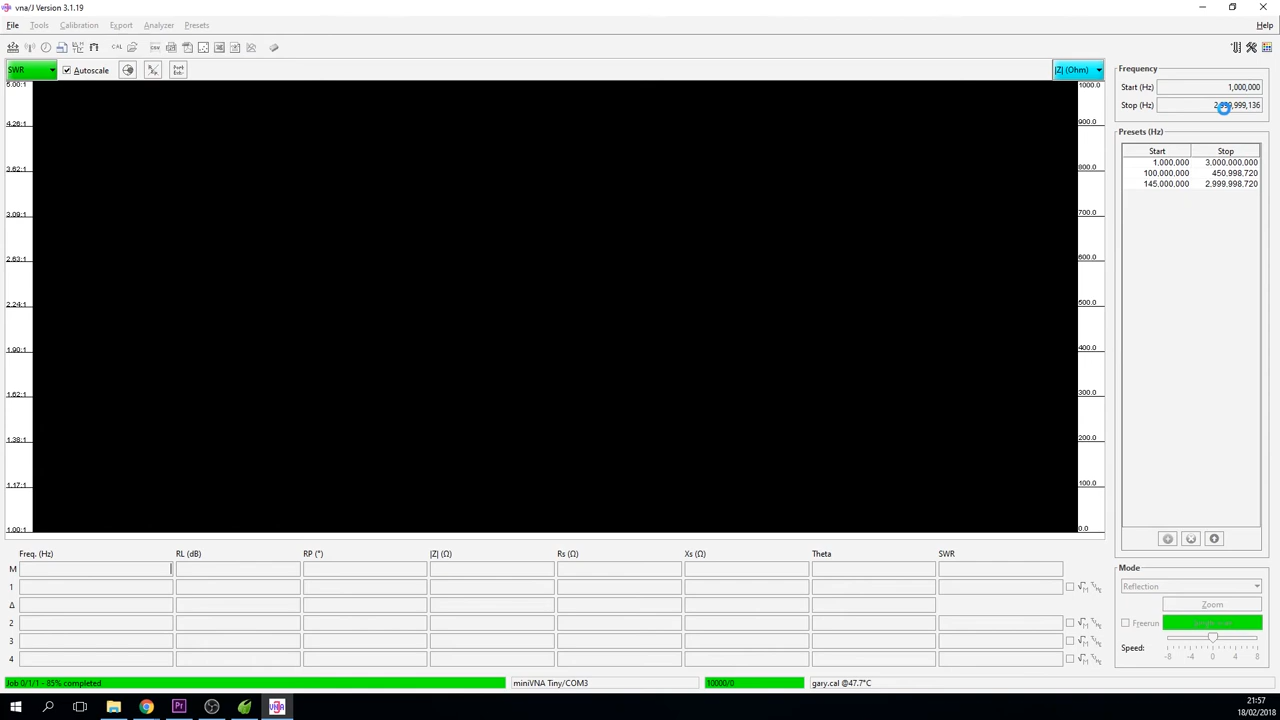 vna/J Version 3.1.19
File Tools Calibration Export Analyzer Presets Help
SWR Autoscale |Z| (Ohm)
5.00:1 1000.0
4.26:1 900.0
3.62:1 800.0
3.09:1 700.0
2.63:1 600.0
2.24:1 500.0
1.90:1 400.0
1.62:1 300.0
1.38:1 200.0
1.17:1 100.0
1.00:1 0.0
Frequency
Start (Hz) 1,000,000
Stop (Hz)
Presets (Hz)
Start Stop
1,000,000 3,000,000,000
100,000,000 450,998,720
145,000,000 2,999,998,720
Freq. (Hz) RL (dB) RP (°) |Z| (Ω) Rs (Ω) Xs (Ω) Theta SWR
M
1
Δ
2
3
4
Mode
Reflection
Zoom
Freerun
Speed:
-8 -4 0 4 8
Job 0/1/1 - 85% completed miniVNA Tiny/COM3 10000/0 gary.cal @47.7°C
21:57
18/02/2018